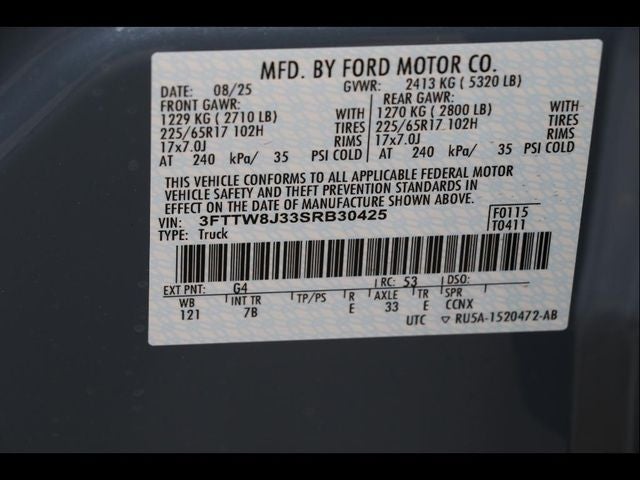 MFD. BY FORD MOTOR CO.
DATE: 08/25 GVWR: 2413 KG ( 5320 LB)
FRONT GAWR: REAR GAWR:
1229 KG ( 2710 LB) 1270 KG ( 2800 LB) WITH
225/65R17 102H TIRES 225/65R17 102H TIRES
17x7.0J RIMS 17x7.0J RIMS
AT 240 kPa/ 35 PSI COLD AT 240 kPa/ 35 PSI COLD
THIS VEHICLE CONFORMS TO ALL APPLICABLE FEDERAL MOTOR
VEHICLE SAFETY AND THEFT PREVENTION STANDARDS IN
EFFECT ON THE DATE OF MANUFACTURE SHOWN ABOVE.
VIN: 3FTTW8J33SRB30425 F0115
TYPE: Truck T0411
EXT PNT: G4 RC: 53 DSO:
WB INT TR TP/PS R AXLE TR SPR
121 7B E 33 E CCNX
UTC ▽ RU5A-1520472-AB